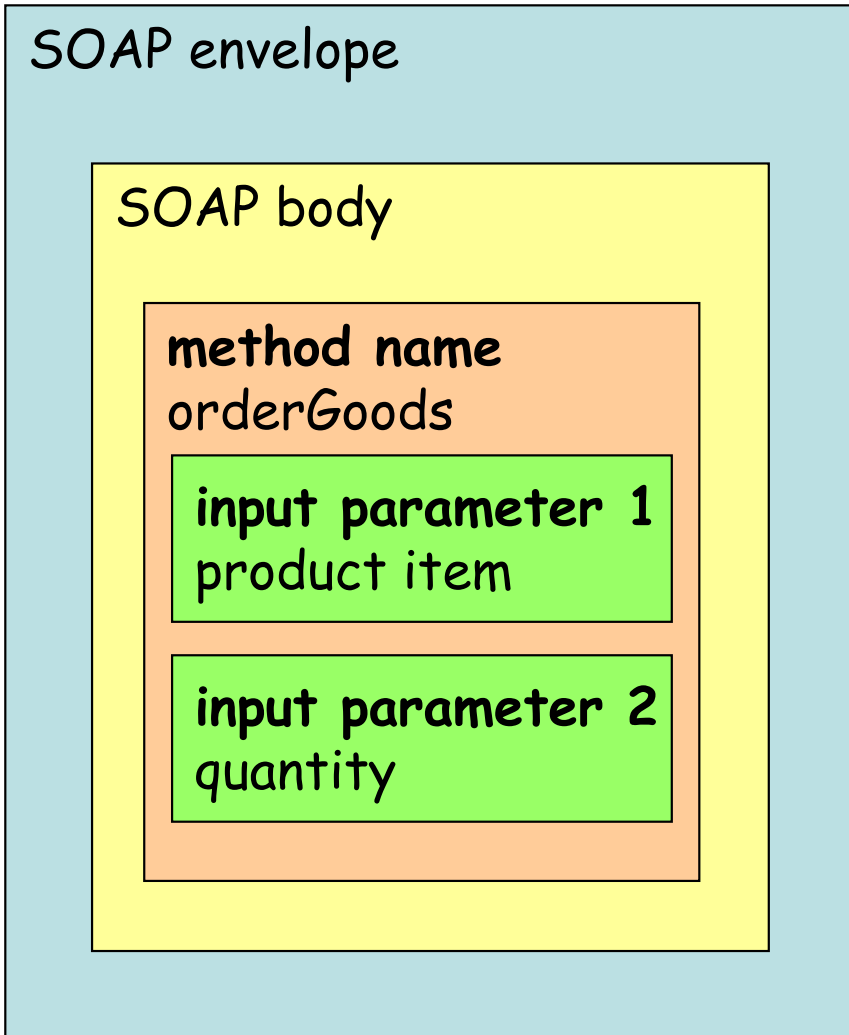 SOAP envelope
SOAP body
method name
orderGoods
input parameter 1
product item
input parameter 2
quantity